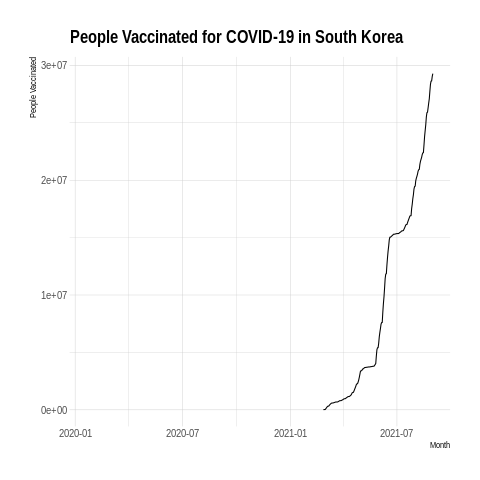 People Vaccinated for COVID-19 in South Korea
People Vaccinated
3e+07
2e+07
1e+07
0e+00
2020-01 2020-07 2021-01 2021-07
Month